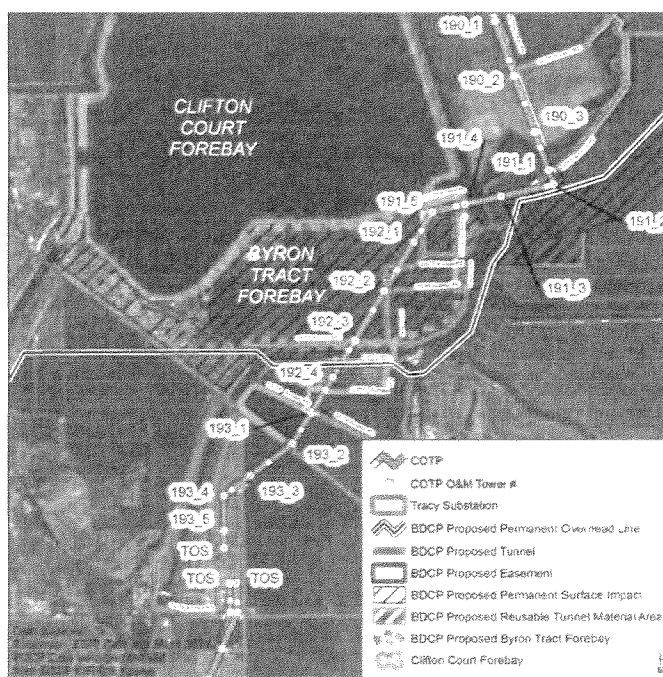 190_1
190_2
CLIFTON
COURT
FOREBAY
190_3
191_4
191_1
191_5
191_2
192_1
BYRON
TRACT
FOREBAY
192_2
191_3
192_3
192_4
193_1
193_2
193_3
193_4
193_5
TOS
TOS
TOS
COTP
COTP O&M Tower #
Tracy Substation
BDCP Proposed Permanent Overhead Line
BDCP Proposed Tunnel
BDCP Proposed Easement
BDCP Proposed Permanent Surface Impact
BDCP Proposed Reusable Tunnel Material Area
BDCP Proposed Byron Tract Forebay
Clifton Court Forebay